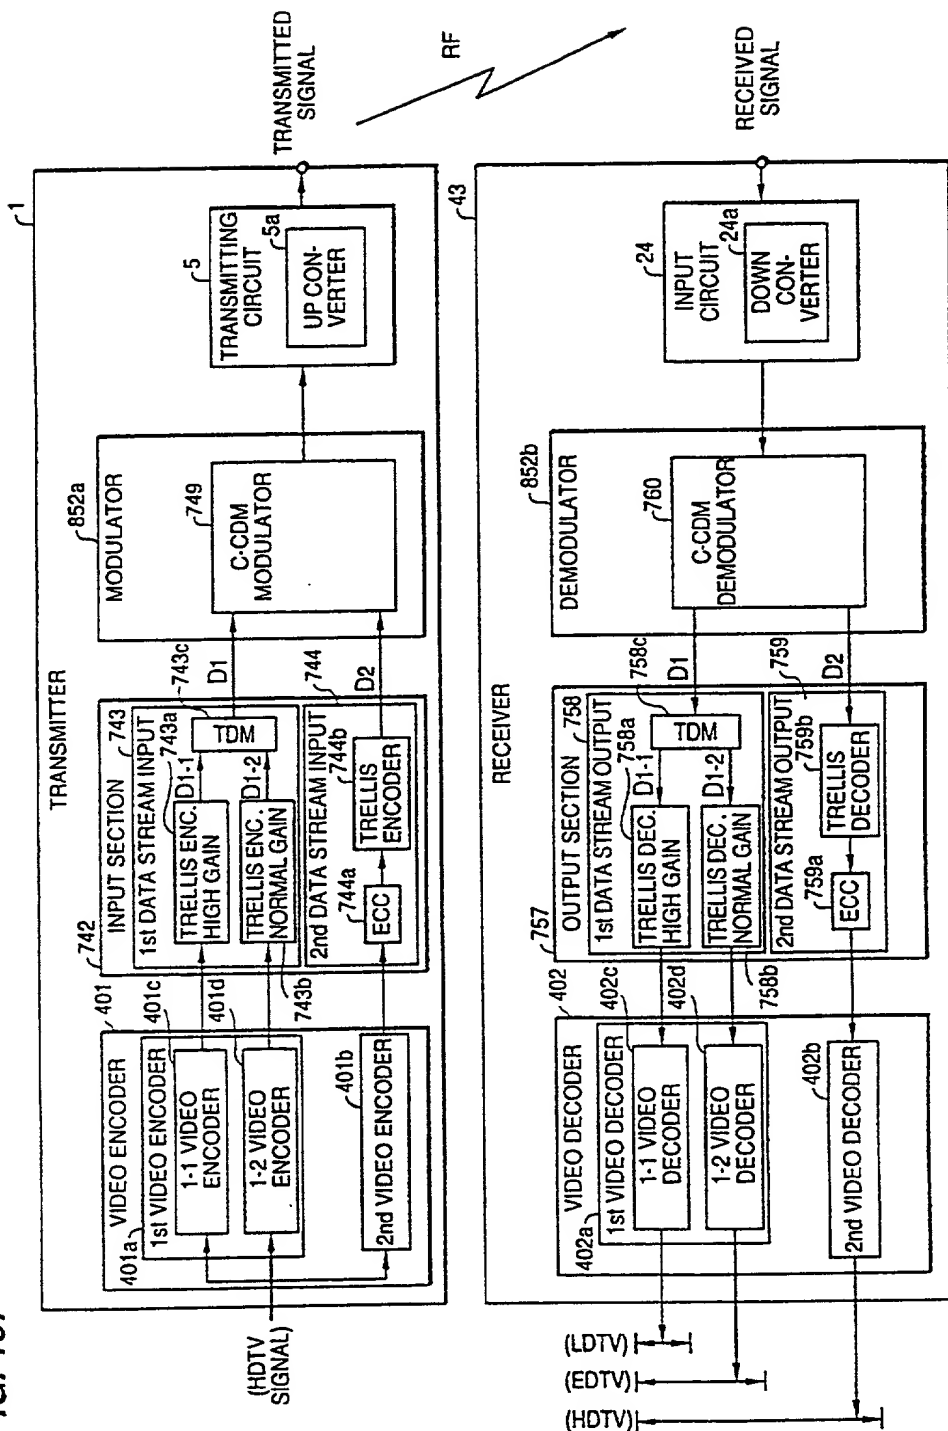 TRANSMITTER
1
VIDEO ENCODER
401
401a
1st VIDEO ENCODER
401c
1-1 VIDEO
ENCODER
401d
1-2 VIDEO
ENCODER
401b
2nd VIDEO ENCODER
(HDTV
SIGNAL)
742
INPUT SECTION
1st DATA STREAM INPUT
743
743a
TRELLIS ENC.
HIGH GAIN
D1-1
TRELLIS ENC.
NORMAL GAIN
743b
D1-2
TDM
743c
D1
2nd DATA STREAM INPUT
744
744a
ECC
744b
TRELLIS
ENCODER
D2
852a
MODULATOR
749
C-CDM
MODULATOR
5
TRANSMITTING
CIRCUIT
5a
UP CON-
VERTER
TRANSMITTED
SIGNAL
RF
RECEIVER
43
RECEIVED
SIGNAL
24
INPUT
CIRCUIT
24a
DOWN
CON-
VERTER
852b
DEMODULATOR
760
C-CDM
DEMODULATOR
757
OUTPUT SECTION
1st DATA STREAM OUTPUT
758
758a
TRELLIS DEC.
HIGH GAIN
D1-1
TRELLIS DEC.
NORMAL GAIN
758b
D1-2
TDM
758c
D1
2nd DATA STREAM OUTPUT
759
759a
ECC
759b
TRELLIS
DECODER
D2
VIDEO DECODER
402
402a
1st VIDEO DECODER
402c
1-1 VIDEO
DECODER
402d
1-2 VIDEO
DECODER
402b
2nd VIDEO DECODER
(LDTV)
(EDTV)
(HDTV)